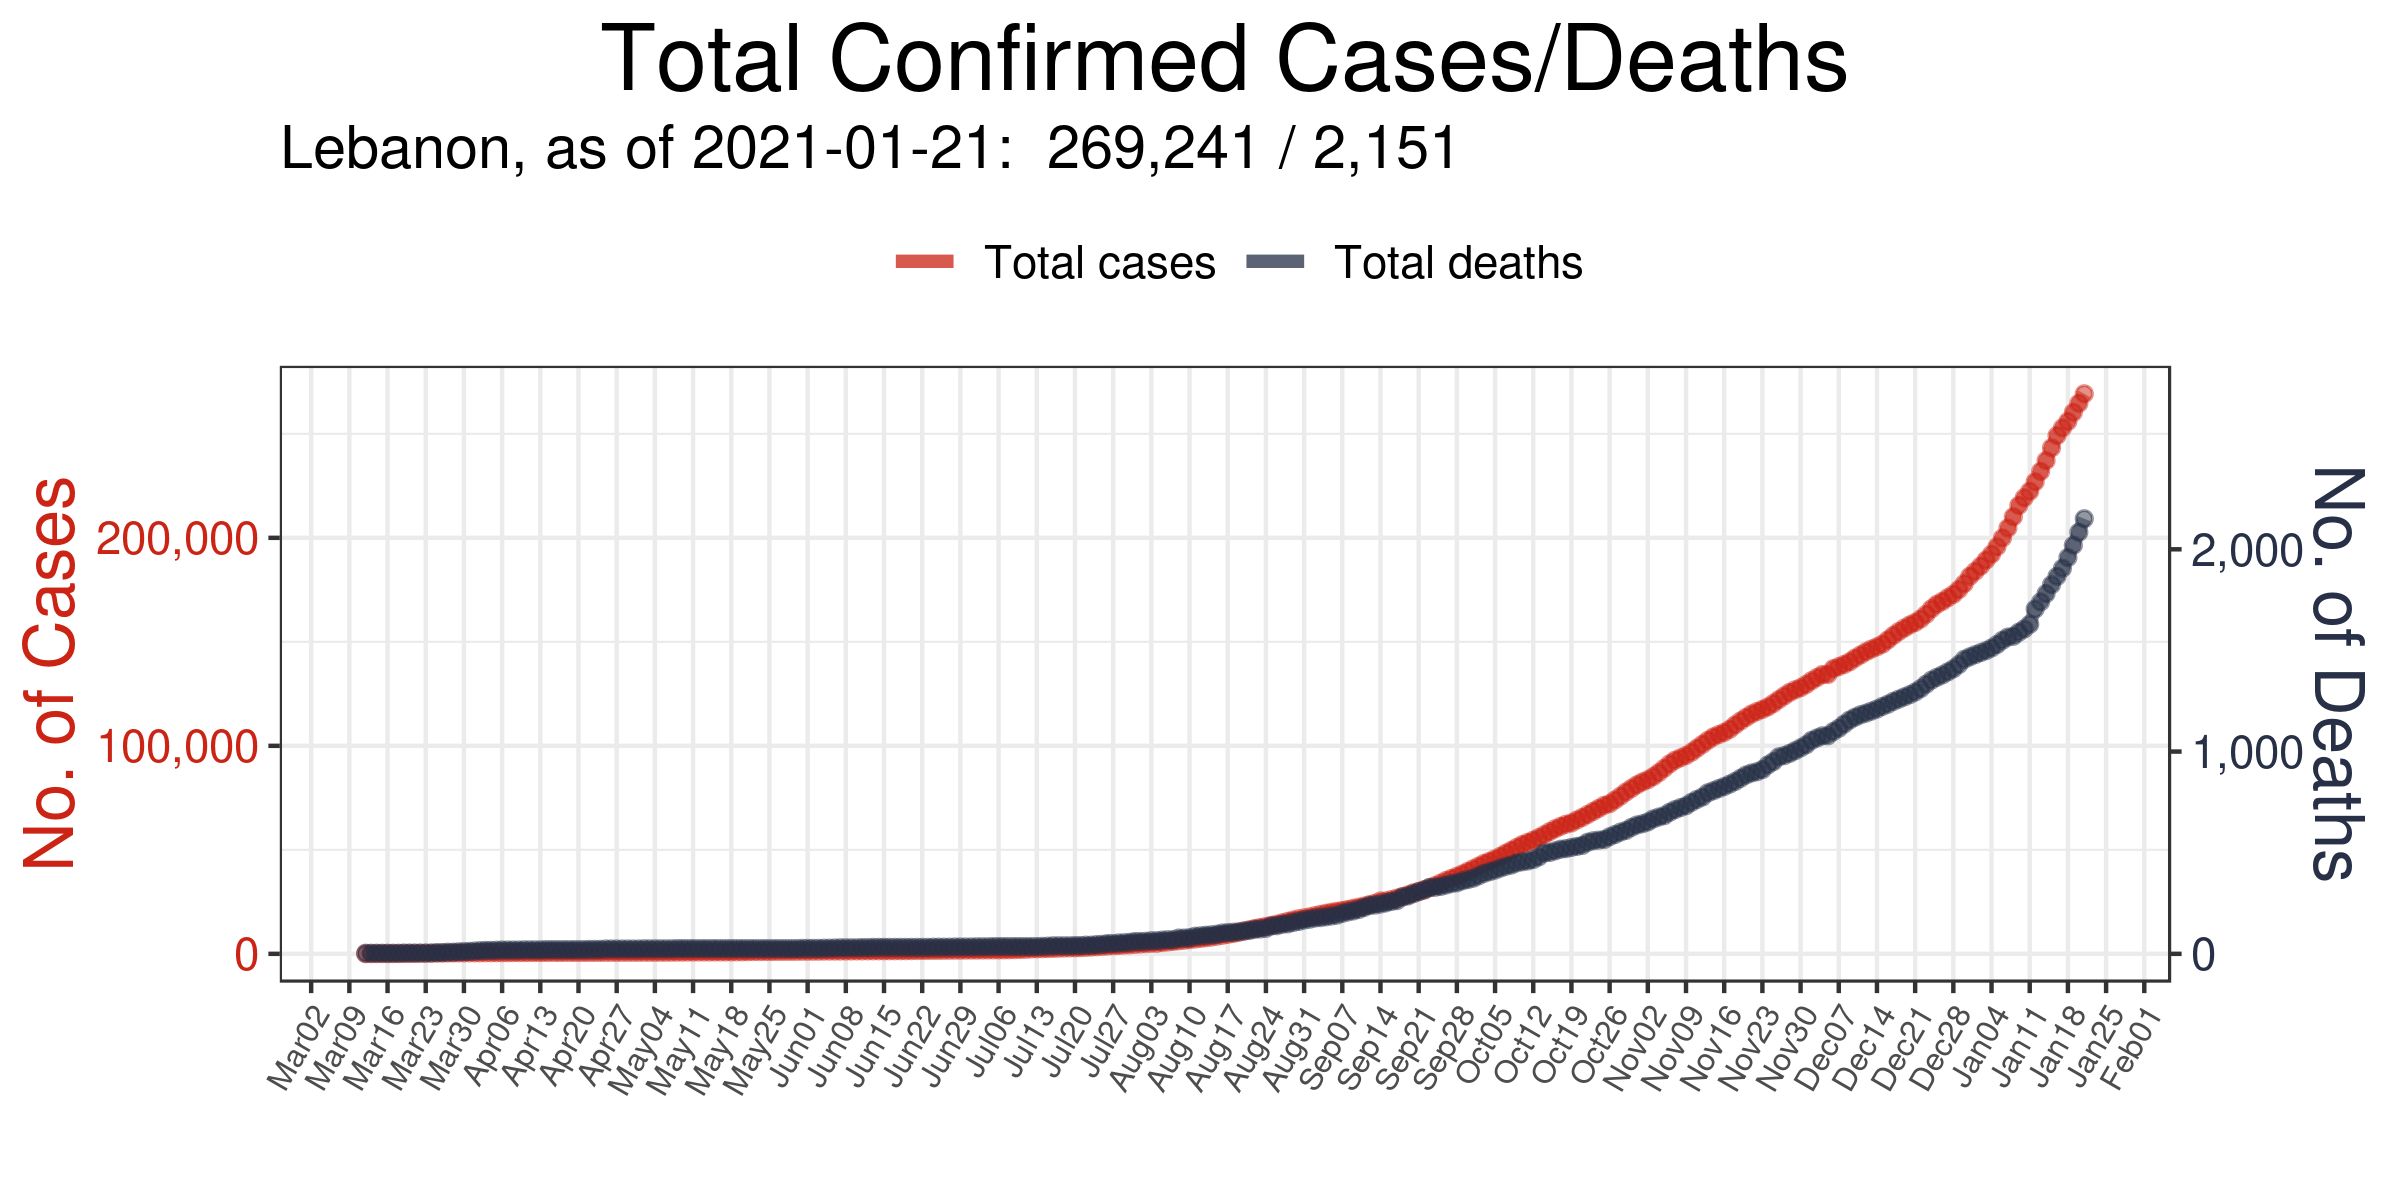 Total Confirmed Cases/Deaths
Lebanon, as of 2021-01-21:  269,241 / 2,151
Total cases
Total deaths
No. of Cases
200,000
100,000
0
2,000
1,000
0
No. of Deaths
Mar02
Mar09
Mar16
Mar23
Mar30
Apr06
Apr13
Apr20
Apr27
May04
May11
May18
May25
Jun01
Jun08
Jun15
Jun22
Jun29
Jul06
Jul13
Jul20
Jul27
Aug03
Aug10
Aug17
Aug24
Aug31
Sep07
Sep14
Sep21
Sep28
Oct05
Oct12
Oct19
Oct26
Nov02
Nov09
Nov16
Nov23
Nov30
Dec07
Dec14
Dec21
Dec28
Jan04
Jan11
Jan18
Jan25
Feb01